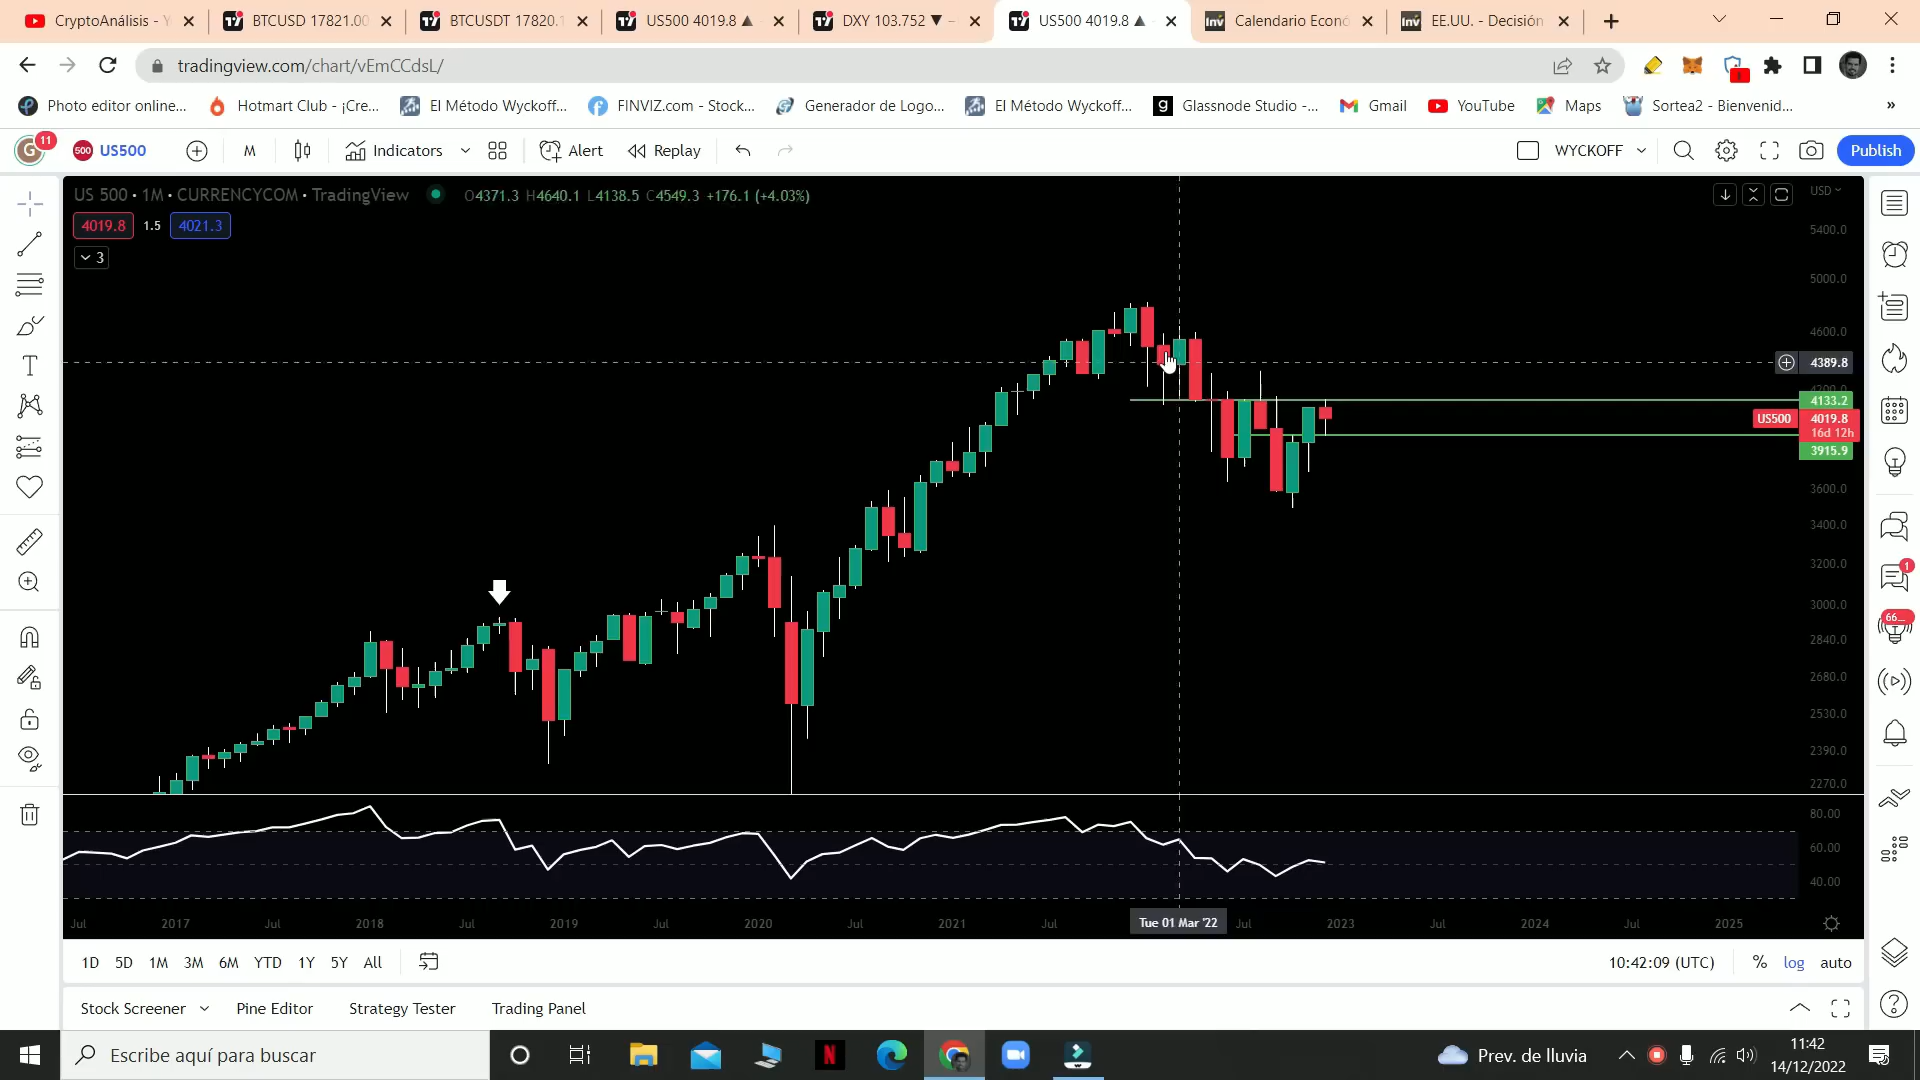 CryptoAnálisis - Y
BTCUSD 17821.00
BTCUSDT 17820.1
US500 4019.8 ▲
DXY 103.752 ▼ -
US500 4019.8 ▲
Calendario Econó
EE.UU. - Decisión
tradingview.com/chart/vEmCCdsL/
Photo editor online...
Hotmart Club - ¡Cre...
El Método Wyckoff...
FINVIZ.com - Stock...
Generador de Logo...
El Método Wyckoff...
Glassnode Studio -...
Gmail
YouTube
Maps
Sortea2 - Bienvenid...
»
G 11
500 US500
M
Indicators
Alert
Replay
WYCKOFF
Publish
US 500 • 1M • CURRENCYCOM • TradingView
O4371.3 H4640.1 L4138.5 C4549.3 +176.1 (+4.03%)
USD
4019.8 1.5 4021.3
3
5400.0
5000.0
4600.0
4389.8
4200.0
4133.2
US500 4019.8
16d 12h
3915.9
3600.0
3400.0
3200.0
3000.0
2840.0
2680.0
2530.0
2390.0
2270.0
80.00
60.00
40.00
1
66...
Jul 2017 Jul 2018 Jul 2019 Jul 2020 Jul 2021 Jul Tue 01 Mar '22 Jul 2023 Jul 2024 Jul 2025
1D 5D 1M 3M 6M YTD 1Y 5Y All
10:42:09 (UTC) % log auto
Stock Screener Pine Editor Strategy Tester Trading Panel
Escribe aquí para buscar
N
Prev. de lluvia
11:42
14/12/2022